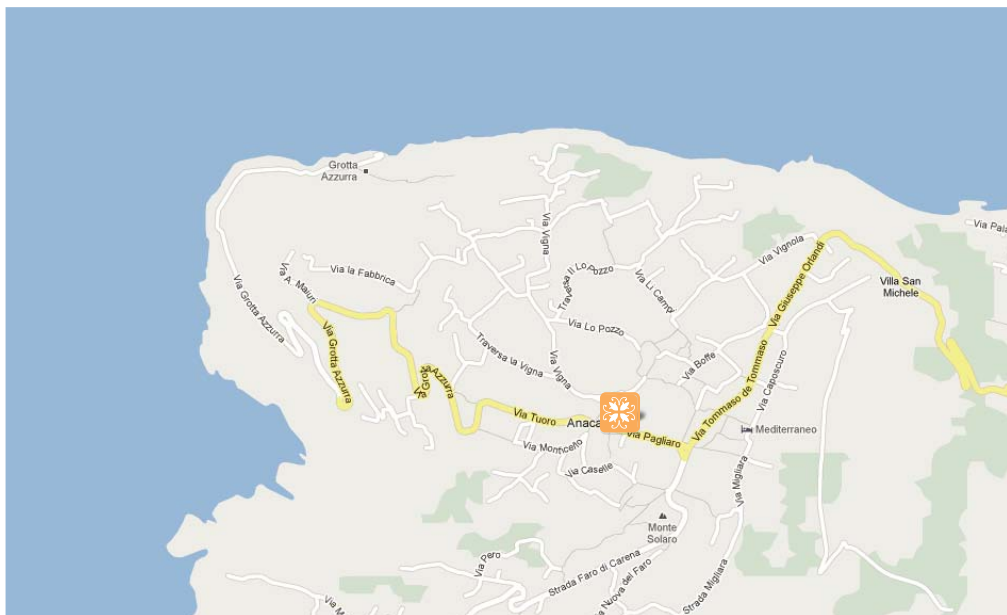 Grotta
Azzurra
Via Pala
Via Vigna
Via Vignola
Via Giuseppe Orlandi
Via la Fabbrica
Via A. Maiuri
Traversa Il Lo Pozzo
Villa San
Michele
Via Grotta Azzurra
Via Li Campi
Via Grotta Azzurra
Via Lo Pozzo
Traversa la Vigna
Via Vigna
Via Boffe
Via Tommaso de Tommaso
Via Caposcuro
Azzurra
Via Tuoro
Anaca
Via Pagliaro
Mediterraneo
Via Monticello
Via Caselle
Via Migliara
Monte
Solaro
Via Pero
Strada Faro di Carena
Via Nuova del Faro
Strada Migliara